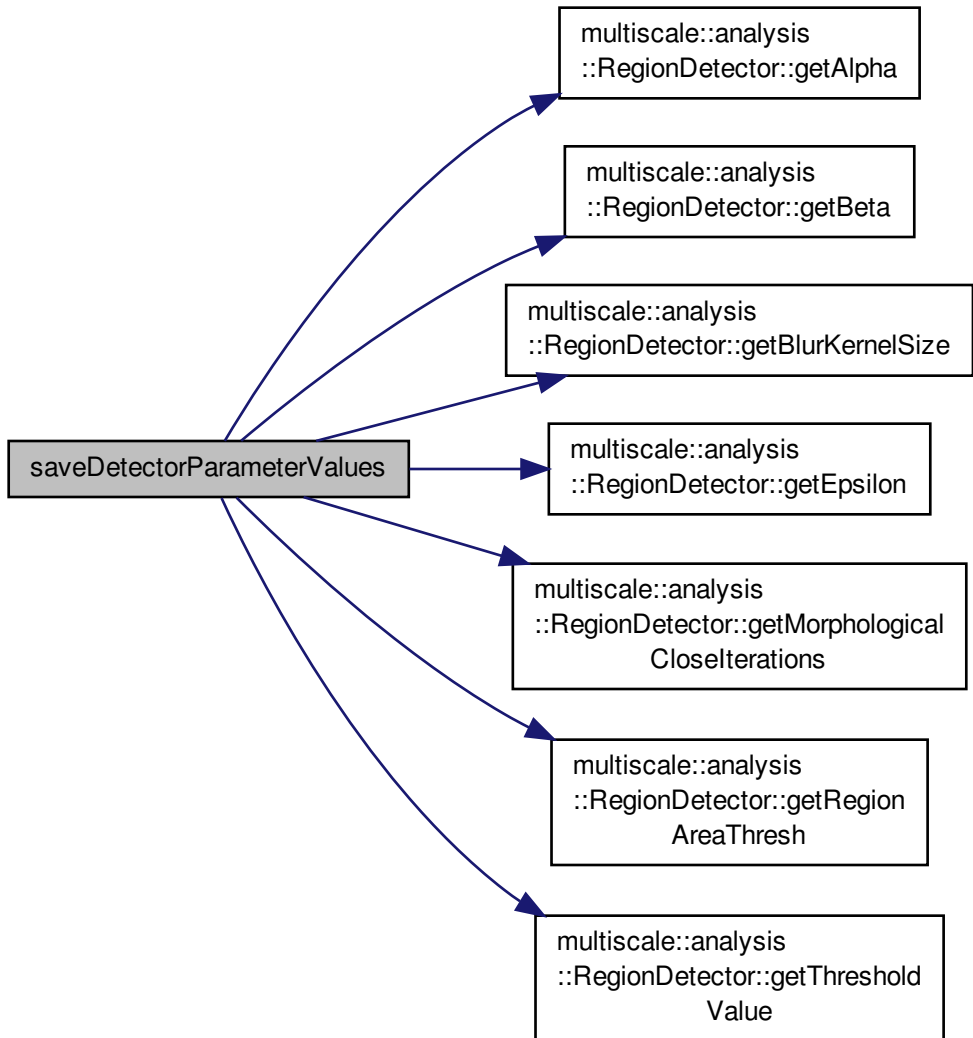 multiscale::analysis
::RegionDetector::getAlpha
multiscale::analysis
::RegionDetector::getBeta
multiscale::analysis
::RegionDetector::getBlurKernelSize
saveDetectorParameterValues
multiscale::analysis
::RegionDetector::getEpsilon
multiscale::analysis
::RegionDetector::getMorphological
CloseIterations
multiscale::analysis
::RegionDetector::getRegion
AreaThresh
multiscale::analysis
::RegionDetector::getThreshold
Value